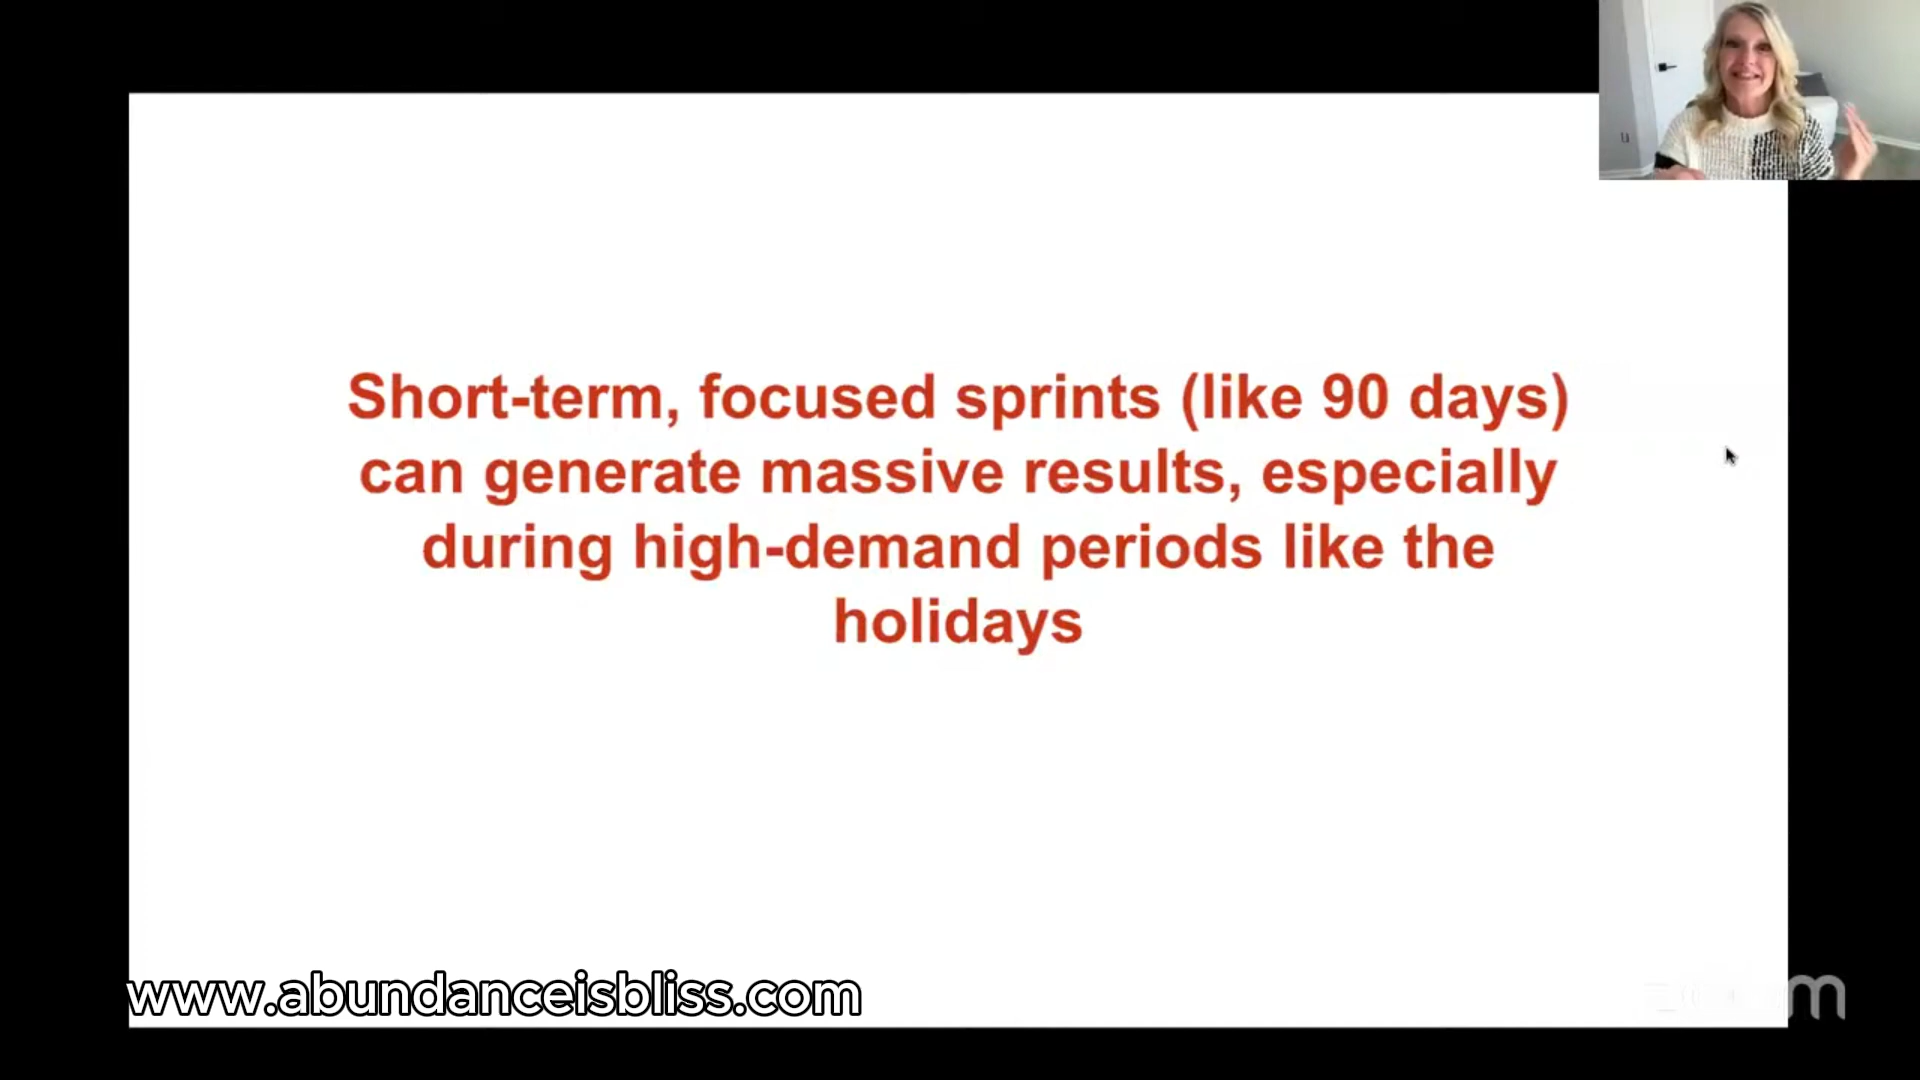 Short-term, focused sprints (like 90 days)
can generate massive results, especially
during high-demand periods like the
holidays
www.abundanceisbliss.com